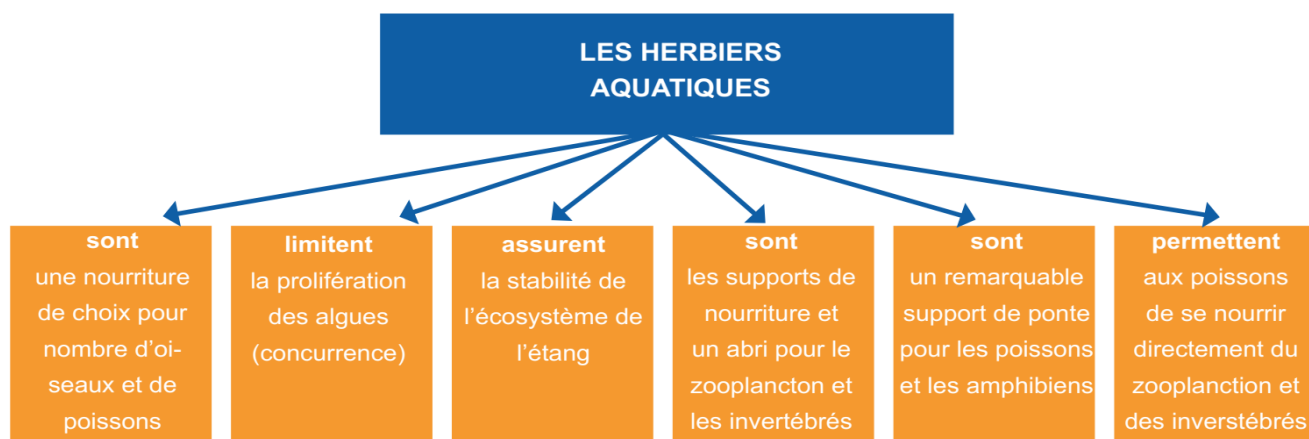 LES HERBIERS
AQUATIQUES
sont
une nourriture
de choix pour
nombre d'oi-
seaux et de
poissons
limitent
la prolifération
des algues
(concurrence)
assurent
la stabilité de
l'écosystème de
l'étang
sont
les supports de
nourriture et
un abri pour le
zooplancton et
les invertébrés
sont
un remarquable
support de ponte
pour les poissons
et les amphibiens
permettent
aux poissons
de se nourrir
directement du
zooplanction et
des inverstébrés